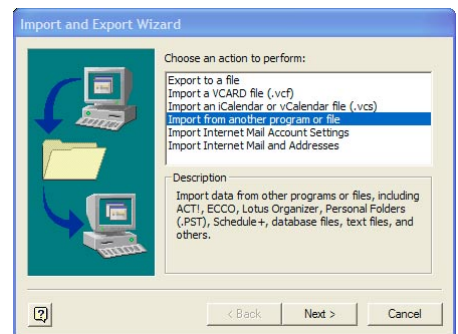 Import and Export Wizard
Choose an action to perform:
Export to a file
Import a VCARD file (.vcf)
Import an iCalendar or vCalendar file (.vcs)
Import from another program or file
Import Internet Mail Account Settings
Import Internet Mail and Addresses
Description
Import data from other programs or files, including
ACT!, ECCO, Lotus Organizer, Personal Folders
(.PST), Schedule+, database files, text files, and
others.
?
< Back Next > Cancel